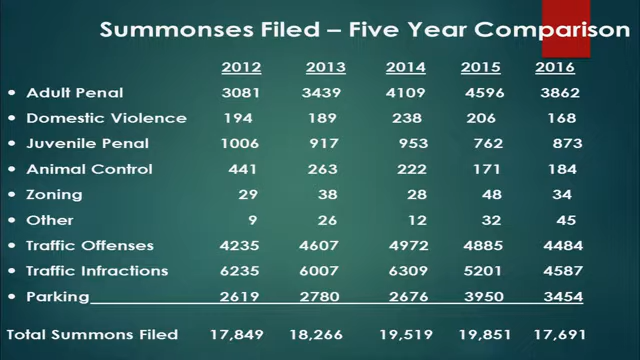 Summonses Filed – Five Year Comparison
2012 2013 2014 2015 2016
• Adult Penal 3081 3439 4109 4596 3862
• Domestic Violence 194 189 238 206 168
• Juvenile Penal 1006 917 953 762 873
• Animal Control 441 263 222 171 184
• Zoning 29 38 28 48 34
• Other 9 26 12 32 45
• Traffic Offenses 4235 4607 4972 4885 4484
• Traffic Infractions 6235 6007 6309 5201 4587
• Parking 2619 2780 2676 3950 3454
Total Summons Filed 17,849 18,266 19,519 19,851 17,691